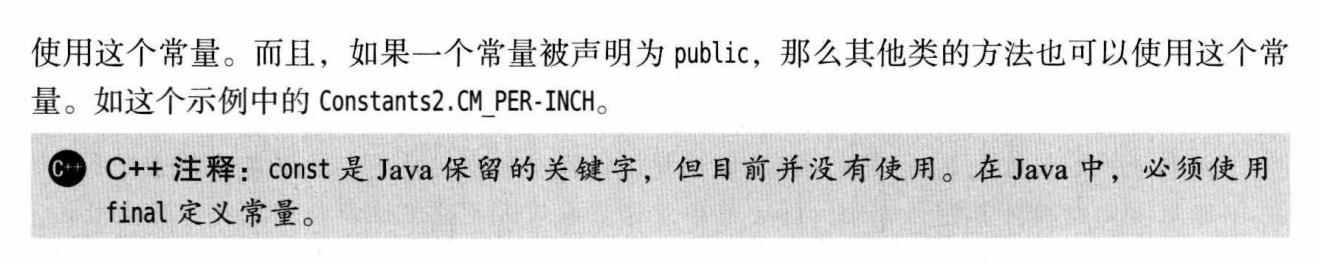 使用这个常量。而且，如果一个常量被声明为 public，那么其他类的方法也可以使用这个常
量。如这个示例中的 Constants2.CM_PER-INCH。
C++ C++ 注释：const 是 Java 保留的关键字，但目前并没有使用。在 Java 中，必须使用
final 定义常量。